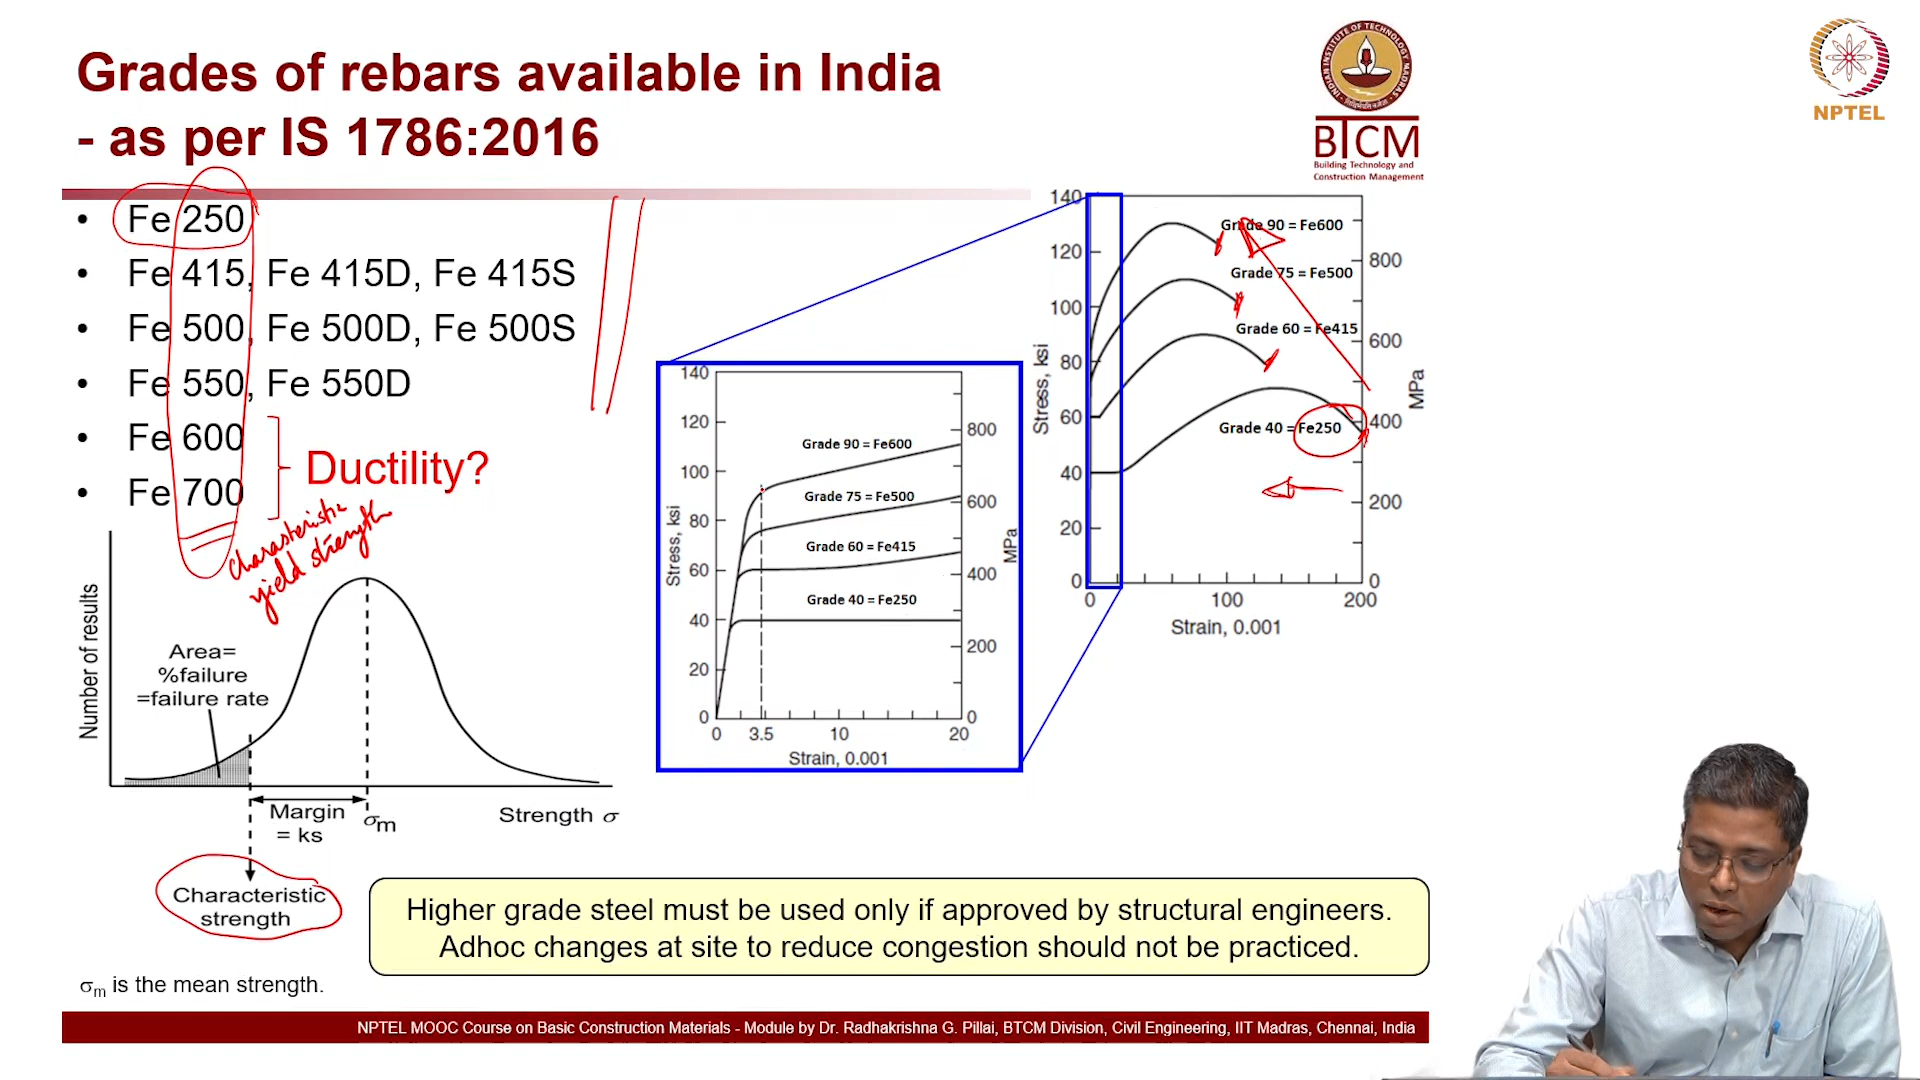 Grades of rebars available in India
- as per IS 1786:2016
BTCM
Building Technology and
Construction Management
NPTEL
• Fe 250
• Fe 415, Fe 415D, Fe 415S
• Fe 500, Fe 500D, Fe 500S
• Fe 550, Fe 550D
• Fe 600
• Fe 700
Ductility?
characteristic
yield strength
Number of results
Area=
%failure
=failure rate
Margin
= ks
σm
Strength σ
Characteristic
strength
σm is the mean strength.
140
120
100
80
60
40
20
0
Stress, ksi
Grade 90 = Fe600
Grade 75 = Fe500
Grade 60 = Fe415
Grade 40 = Fe250
800
600
400
200
0
MPa
0 3.5 10 20
Strain, 0.001
140
120
100
80
60
40
20
0
Stress, ksi
Grade 90 = Fe600
Grade 75 = Fe500
Grade 60 = Fe415
Grade 40 = Fe250
800
600
400
200
0
MPa
0 100 200
Strain, 0.001
Higher grade steel must be used only if approved by structural engineers.
Adhoc changes at site to reduce congestion should not be practiced.
NPTEL MOOC Course on Basic Construction Materials - Module by Dr. Radhakrishna G. Pillai, BTCM Division, Civil Engineering, IIT Madras, Chennai, India